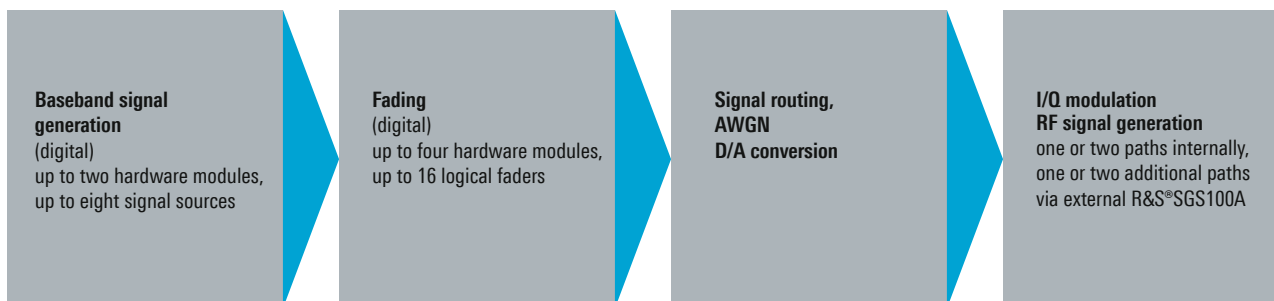 Baseband signal
generation
(digital)
up to two hardware modules,
up to eight signal sources
Fading
(digital)
up to four hardware modules,
up to 16 logical faders
Signal routing,
AWGN
D/A conversion
I/Q modulation
RF signal generation
one or two paths internally,
one or two additional paths
via external R&S®SGS100A